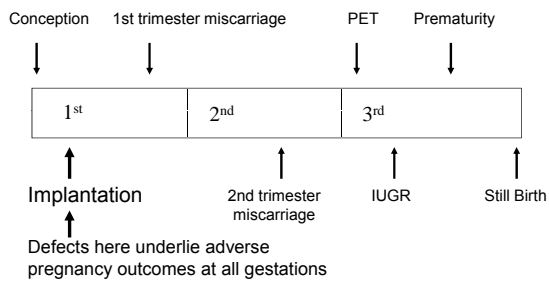 Conception 1st trimester miscarriage PET Prematurity
1st 2nd 3rd
Implantation 2nd trimester miscarriage IUGR Still Birth
Defects here underlie adverse
pregnancy outcomes at all gestations